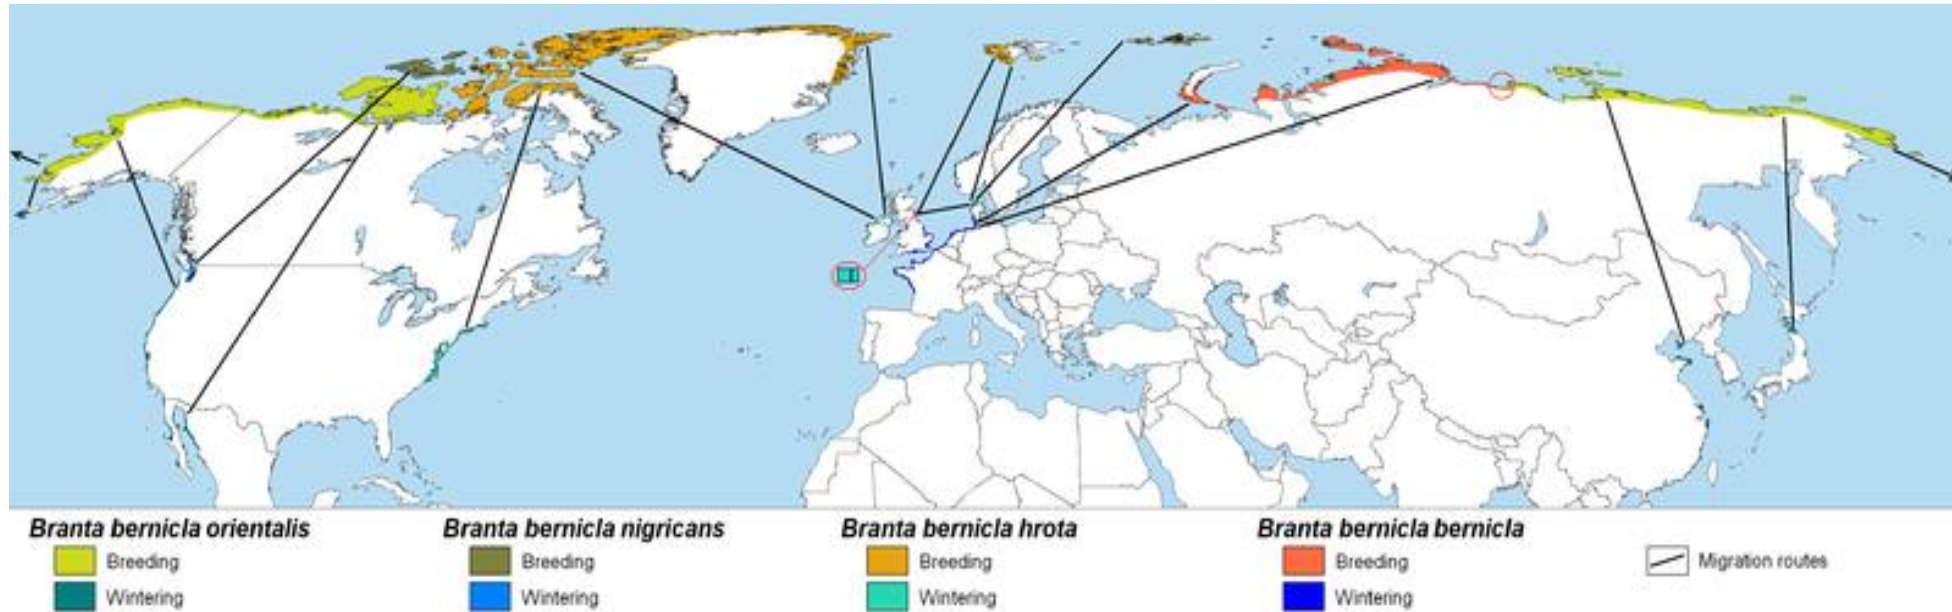 Branta bernicla orientalis Branta bernicla nigricans Branta bernicla hrota Branta bernicla bernicla
Breeding Breeding Breeding Breeding Migration routes
Wintering Wintering Wintering Wintering